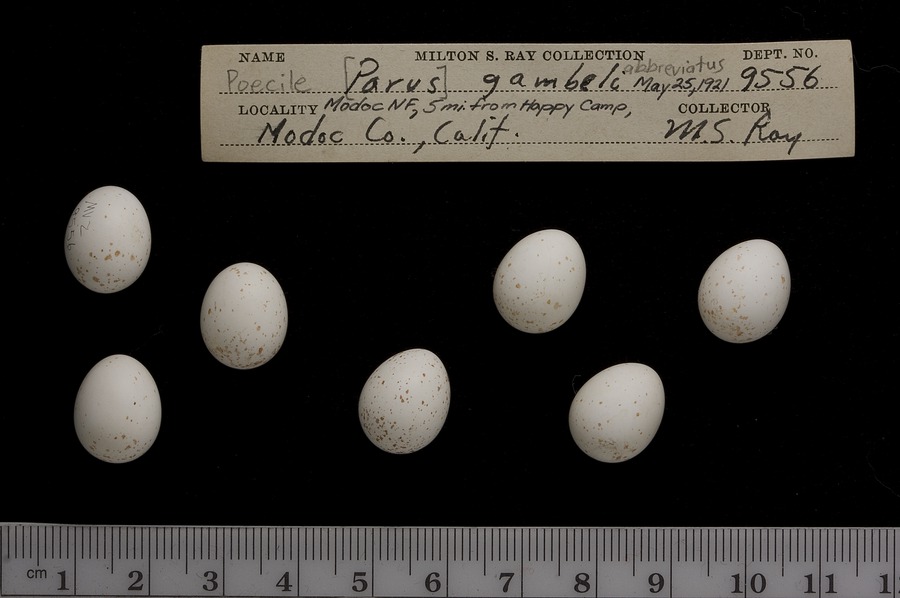 NAME MILTON S. RAY COLLECTION DEPT. NO.
Poecile [Parus] gambeli abbreviatus May 25, 1921 9556
LOCALITY Modoc NF, 5 mi. from Happy Camp, COLLECTOR
Modoc Co., Calif. M.S. Ray
MVZ
cm 1 2 3 4 5 6 7 8 9 10 11